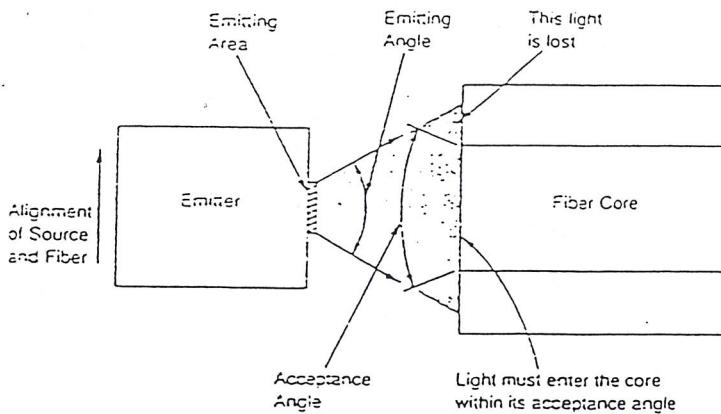 Emitting
Area
Emitting
Angle
This light
is lost
Emitter
Fiber Core
Alignment
of Source
and Fiber
Acceptance
Angle
Light must enter the core
within its acceptance angle